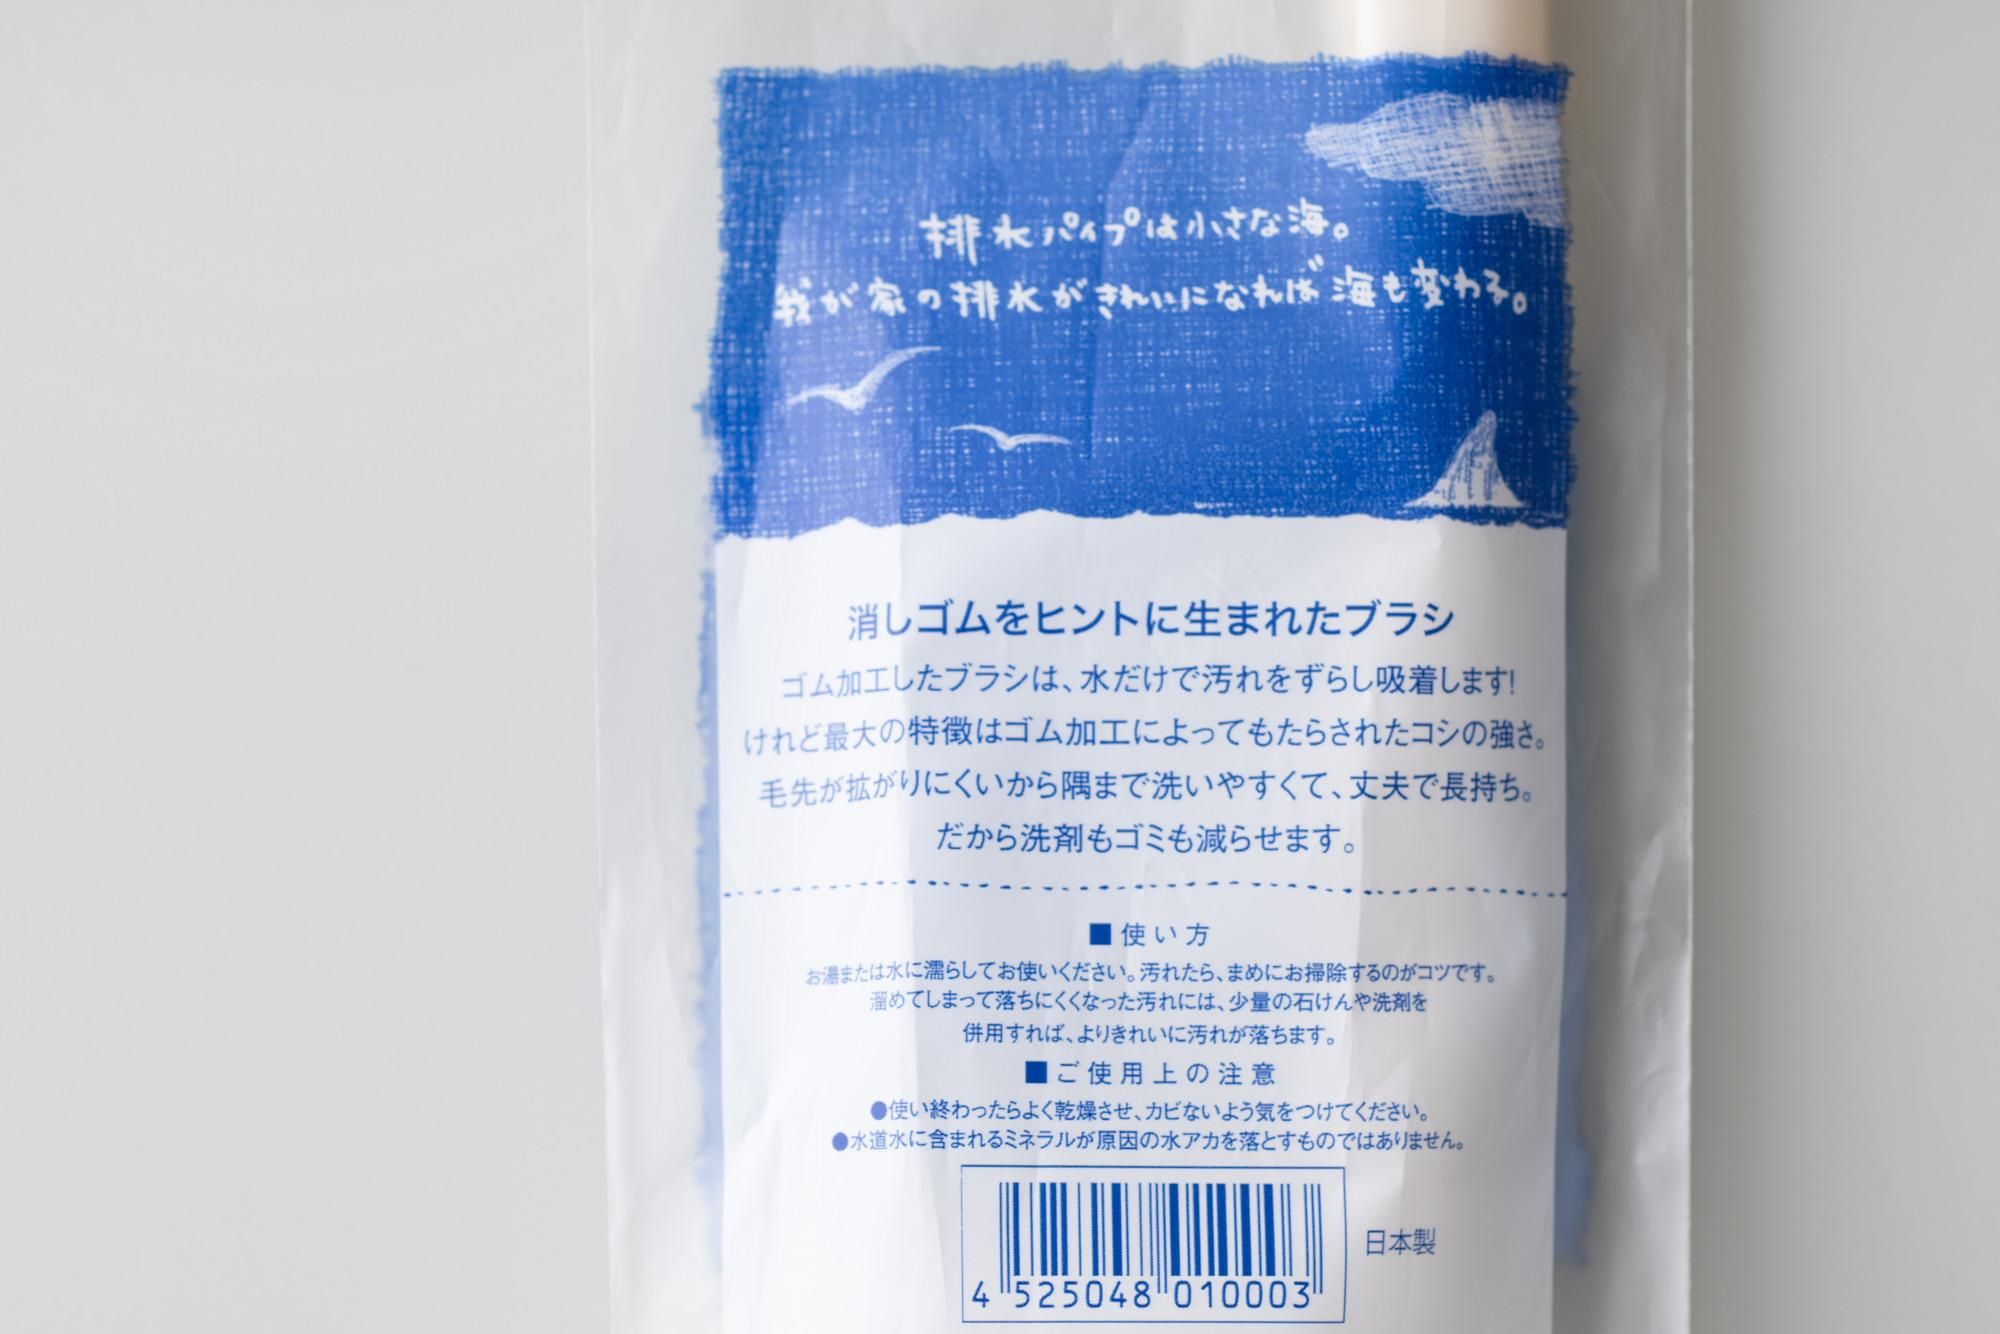 排水パイプは小さな海。
我が家の排水がきれいになれば海も変わる。
消しゴムをヒントに生まれたブラシ
ゴム加工したブラシは、水だけで汚れをずらし吸着します!
けれど最大の特徴はゴム加工によってもたらされたコシの強さ。
毛先が拡がりにくいから隅まで洗いやすくて、丈夫で長持ち。
だから洗剤もゴミも減らせます。
■使い方
お湯または水に濡らしてお使いください。汚れたら、まめにお掃除するのがコツです。
溜めてしまって落ちにくくなった汚れには、少量の石けんや洗剤を
併用すれば、よりきれいに汚れが落ちます。
■ご使用上の注意
●使い終わったらよく乾燥させ、カビないよう気をつけてください。
●水道水に含まれるミネラルが原因の水アカを落とすものではありません。
日本製
4 525048 010003